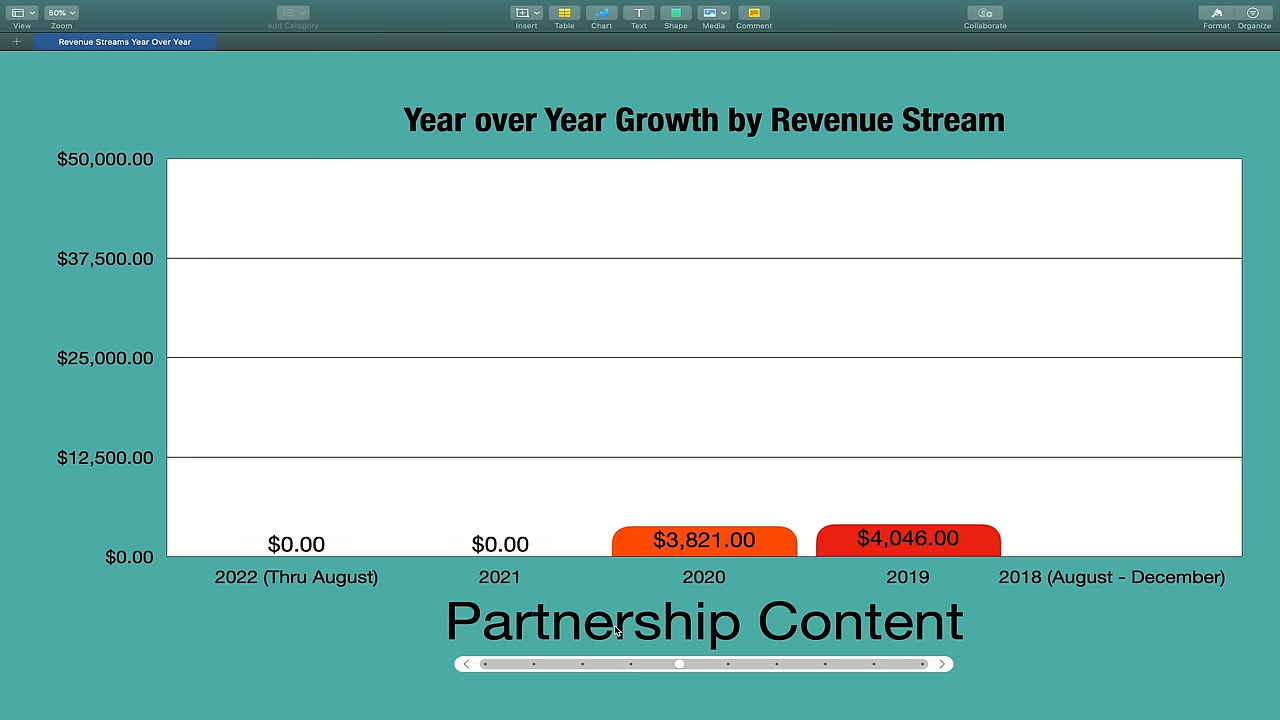 50%
View
Zoom
Add Category
Insert
Table
Chart
Text
Shape
Media
Comment
Collaborate
Format
Organize
Revenue Streams Year Over Year
Year over Year Growth by Revenue Stream
$50,000.00
$37,500.00
$25,000.00
$12,500.00
$0.00
$0.00
$0.00
$3,821.00
$4,046.00
2022 (Thru August)
2021
2020
2019
2018 (August - December)
Partnership Content